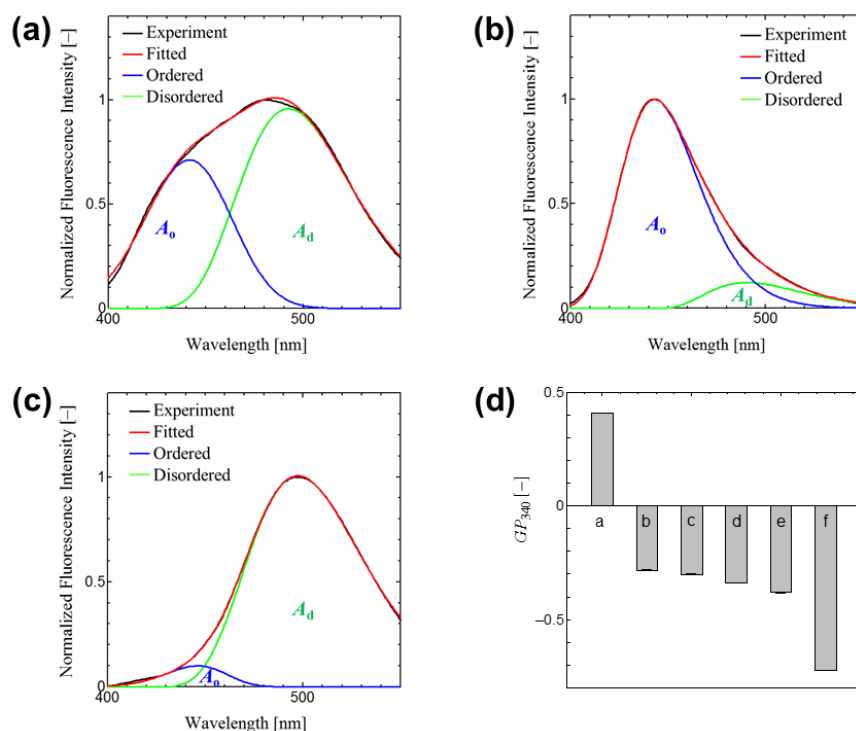 (a)
Experiment
Fitted
Ordered
Disordered
Normalized Fluorescence Intensity [–]
1
0.5
0
400
500
A_o
A_d
Wavelength [nm]
(b)
Experiment
Fitted
Ordered
Disordered
Normalized Fluorescence Intensity [–]
1
0.5
0
400
500
A_o
A_d
Wavelength [nm]
(c)
Experiment
Fitted
Ordered
Disordered
Normalized Fluorescence Intensity [–]
1
0.5
0
400
500
A_o
A_d
Wavelength [nm]
(d)
GP_340 [–]
0.5
0
–0.5
a
b
c
d
e
f